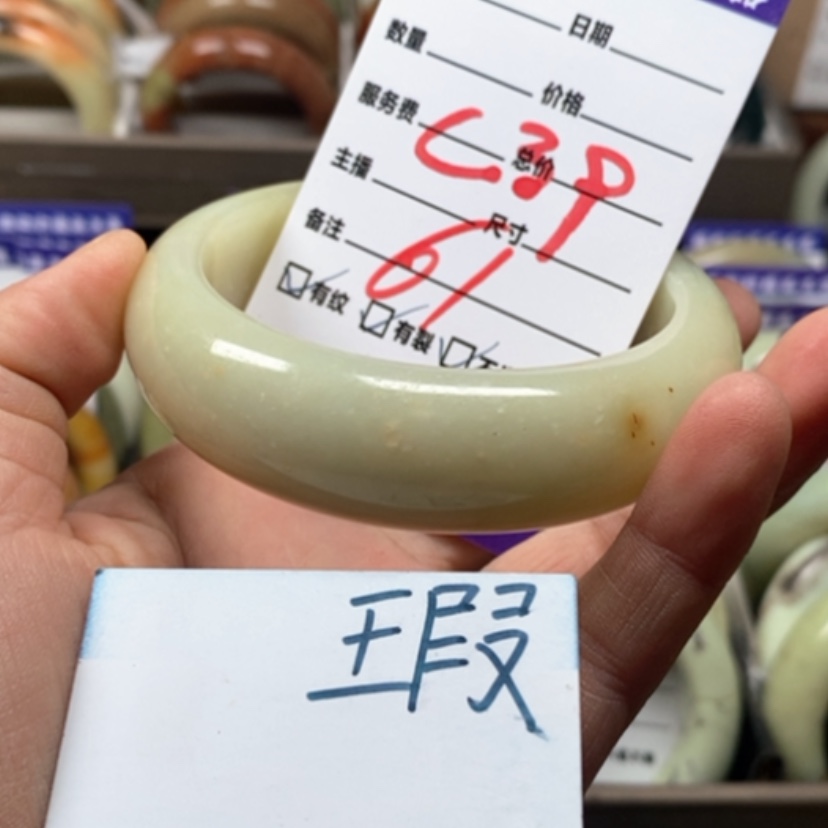 日期
数量 价格
服务费 总价
C.39
主播 尺寸
61
备注
有纹 有裂
瑕